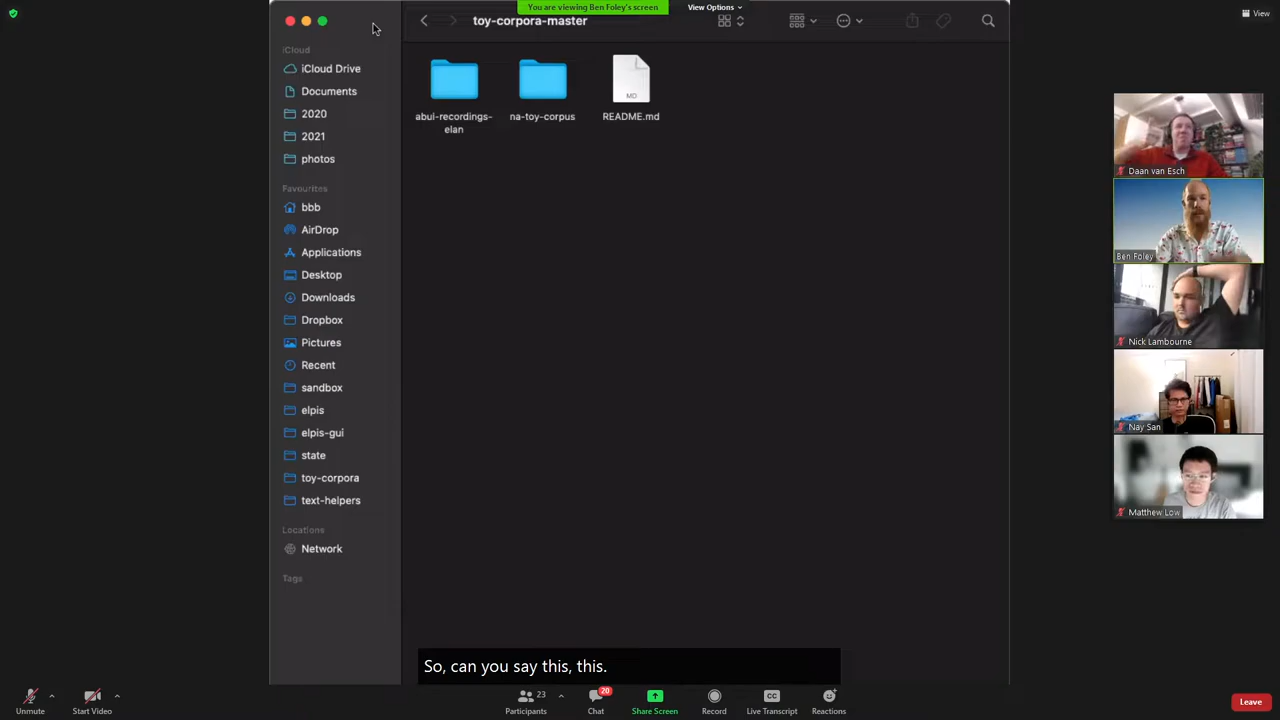 You are viewing Ben Foley's screen
View Options
View
toy-corpora-master
iCloud
iCloud Drive
Documents
2020
2021
photos
Favourites
bbb
AirDrop
Applications
Desktop
Downloads
Dropbox
Pictures
Recent
sandbox
elpis
elpis-gui
state
toy-corpora
text-helpers
Locations
Network
Tags
abui-recordings-
elan
na-toy-corpus
MD
README.md
Daan van Esch
Ben Foley
Nick Lambourne
Nay San
Matthew Low
So, can you say this, this.
Unmute
Start Video
Participants
23
Chat
20
Share Screen
Record
CC
Live Transcript
Reactions
Leave